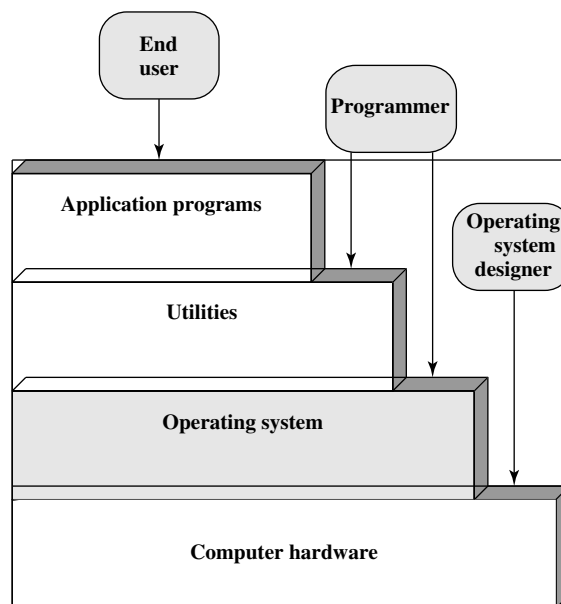 End
user
Programmer
Application programs
Operating
system
designer
Utilities
Operating system
Computer hardware